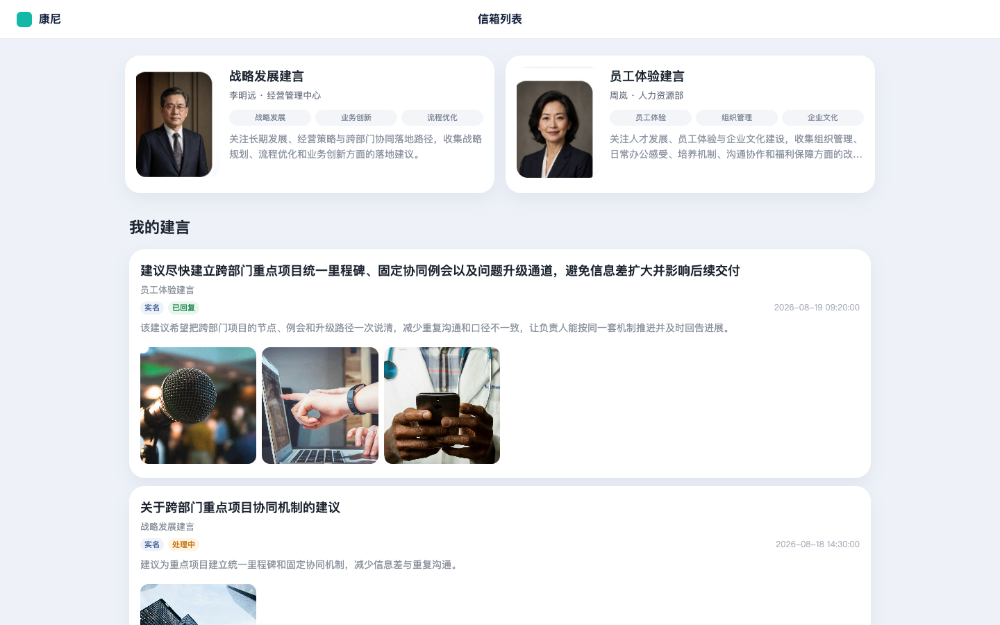 康尼
信箱列表
战略发展建言
李明远 · 经营管理中心
战略发展
业务创新
流程优化
关注长期发展、经营策略与跨部门协同落地路径，收集战略
规划、流程优化和业务创新方面的落地建议。
员工体验建言
周岚 · 人力资源部
员工体验
组织管理
企业文化
关注人才发展、员工体验与企业文化建设，收集组织管理、
日常办公感受、培养机制、沟通协作和福利保障方面的改...
我的建言
建议尽快建立跨部门重点项目统一里程碑、固定协同例会以及问题升级通道，避免信息差扩大并影响后续交付
员工体验建言
实名
已回复
2026-08-19 09:20:00
该建议希望把跨部门项目的节点、例会和升级路径一次说清，减少重复沟通和口径不一致，让负责人能按同一套机制推进并及时回告进展。
关于跨部门重点项目协同机制的建议
战略发展建言
实名
处理中
2026-08-18 14:30:00
建议为重点项目建立统一里程碑和固定协同机制，减少信息差与重复沟通。